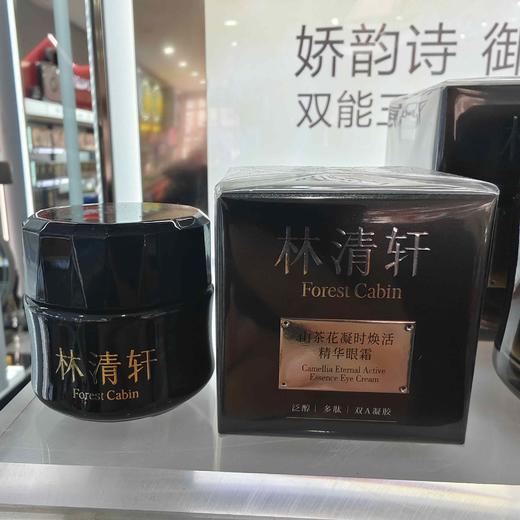 娇韵诗 御
双能
林清轩
Forest Cabin
林清轩
Forest Cabin
山茶花凝时焕活
精华眼霜
Camellia Eternal Active
Essence Eye Cream
泛醇 | 多肽 | 双A凝胶